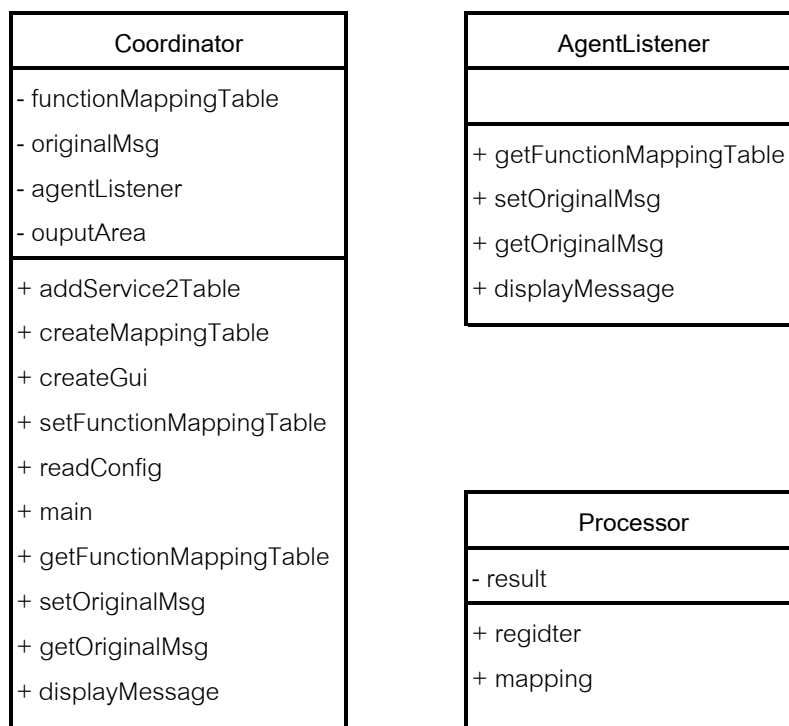 Coordinator
- functionMappingTable
- originalMsg
- agentListener
- ouputArea
+ addService2Table
+ createMappingTable
+ createGui
+ setFunctionMappingTable
+ readConfig
+ main
+ getFunctionMappingTable
+ setOriginalMsg
+ getOriginalMsg
+ displayMessage
AgentListener
+ getFunctionMappingTable
+ setOriginalMsg
+ getOriginalMsg
+ displayMessage
Processor
- result
+ regidter
+ mapping